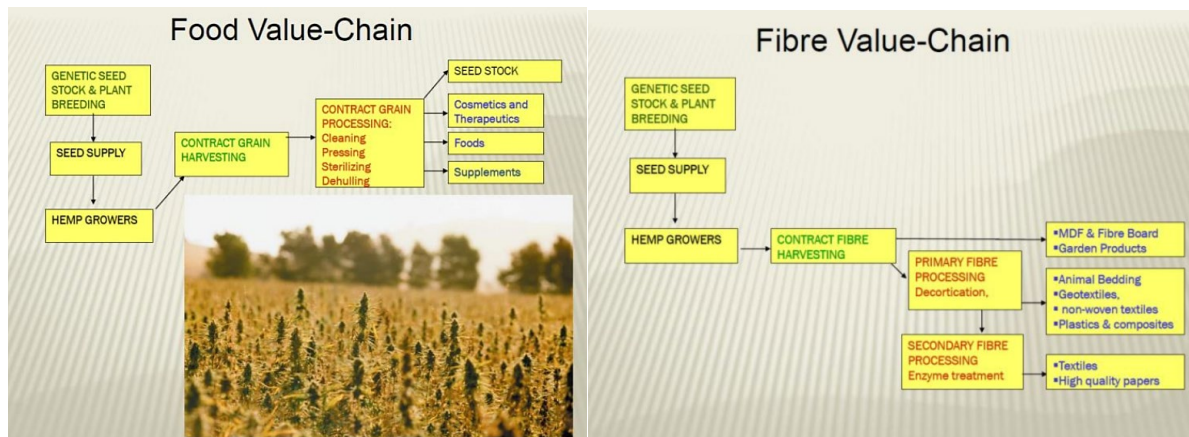 Food Value-Chain
GENETIC SEED
STOCK & PLANT
BREEDING
SEED SUPPLY
HEMP GROWERS
CONTRACT GRAIN
HARVESTING
CONTRACT GRAIN
PROCESSING:
Cleaning
Pressing
Sterilizing
Dehulling
SEED STOCK
Cosmetics and
Therapeutics
Foods
Supplements
Fibre Value-Chain
GENETIC SEED
STOCK & PLANT
BREEDING
SEED SUPPLY
HEMP GROWERS
CONTRACT FIBRE
HARVESTING
▪MDF & Fibre Board
▪Garden Products
PRIMARY FIBRE
PROCESSING
Decortication,
▪Animal Bedding
▪Geotextiles,
▪ non-woven textiles
▪Plastics & composites
SECONDARY FIBRE
PROCESSING
Enzyme treatment
▪Textiles
▪High quality papers